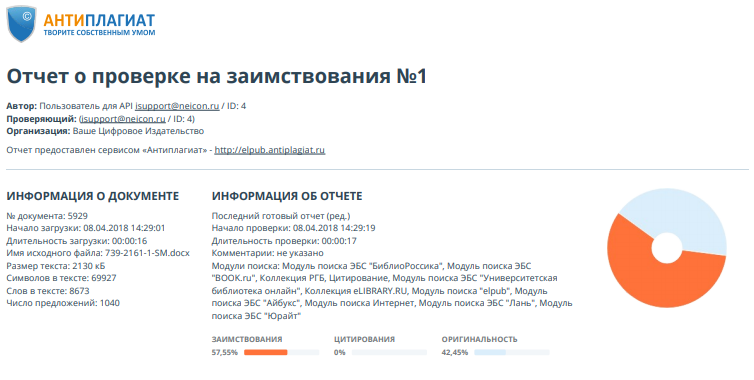 ©
АНТИПЛАГИАТ
ТВОРИТЕ СОБСТВЕННЫМ УМОМ
Отчет о проверке на заимствования №1
Автор: Пользователь для API jsupport@neicon.ru / ID: 4
Проверяющий: (jsupport@neicon.ru / ID: 4)
Организация: Ваше Цифровое Издательство
Отчет предоставлен сервисом «Антиплагиат» - http://elpub.antiplagiat.ru
ИНФОРМАЦИЯ О ДОКУМЕНТЕ
№ документа: 5929
Начало загрузки: 08.04.2018 14:29:01
Длительность загрузки: 00:00:16
Имя исходного файла: 739-2161-1-SM.docx
Размер текста: 2130 кБ
Символов в тексте: 69927
Слов в тексте: 8673
Число предложений: 1040
ИНФОРМАЦИЯ ОБ ОТЧЕТЕ
Последний готовый отчет (ред.)
Начало проверки: 08.04.2018 14:29:19
Длительность проверки: 00:00:17
Комментарии: не указано
Модули поиска: Модуль поиска ЭБС "БиблиоРоссика", Модуль поиска ЭБС
"BOOK.ru", Коллекция РГБ, Цитирование, Модуль поиска ЭБС "Университетская
библиотека онлайн", Коллекция eLIBRARY.RU, Модуль поиска "elpub", Модуль
поиска ЭБС "Айбукс", Модуль поиска Интернет, Модуль поиска ЭБС "Лань", Модуль
поиска ЭБС "Юрайт"
ЗАИМСТВОВАНИЯ
57,55%
ЦИТИРОВАНИЯ
0%
ОРИГИНАЛЬНОСТЬ
42,45%